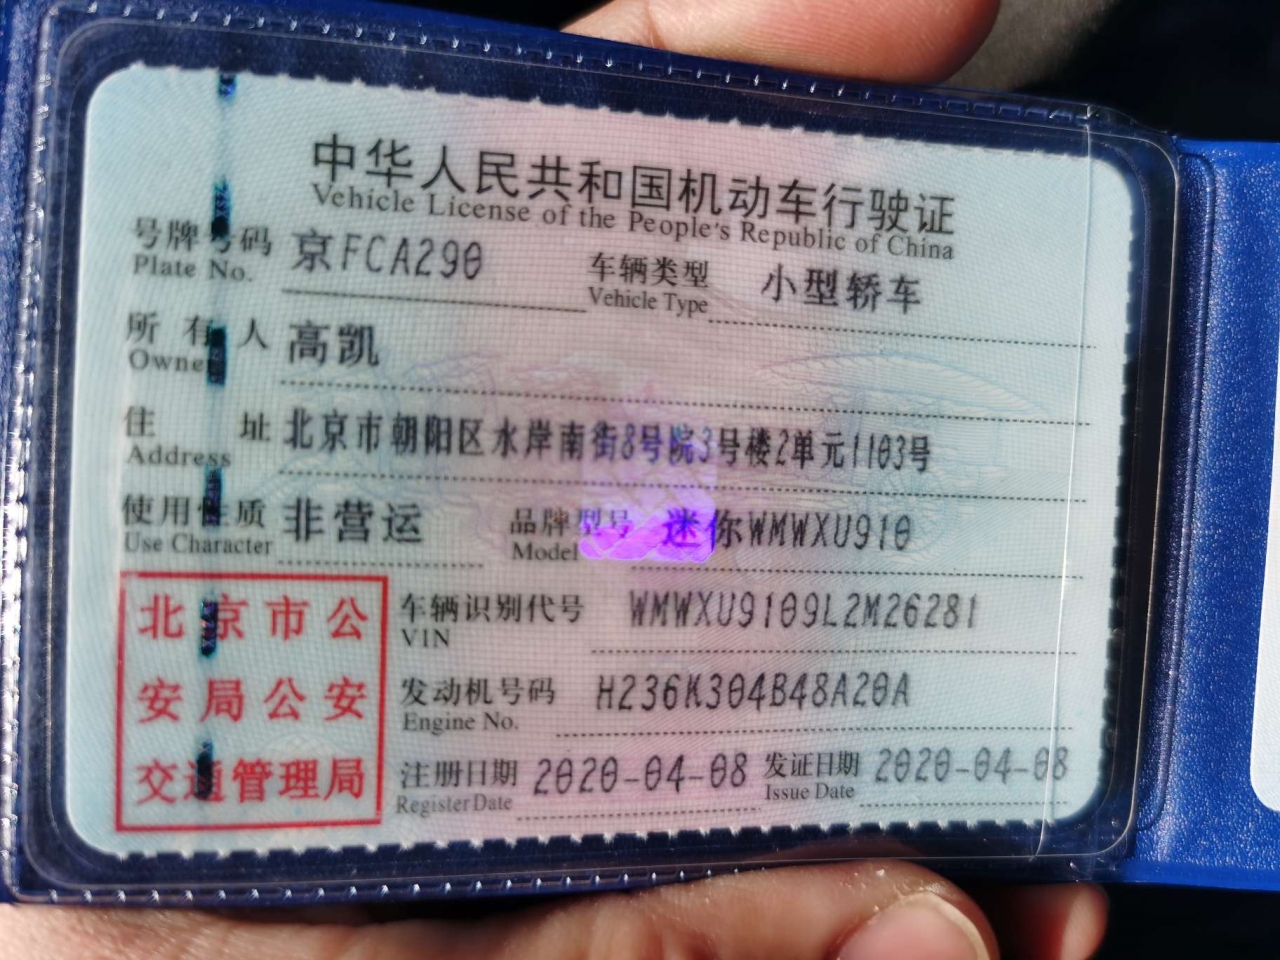 中华人民共和国机动车行驶证
Vehicle License of the People's Republic of China
号牌号码 京FCA290 车辆类型 小型轿车
Plate No. Vehicle Type
所有人 高凯
Owner
住址 北京市朝阳区水岸南街8号院3号楼2单元1103号
Address
使用性质 非营运 品牌型号 迷你WMWXU910
Use Character Model
北京市公
安局公安
交通管理局
车辆识别代号 WMWXU9109L2M26281
VIN
发动机号码 H236K304B48A20A
Engine No.
注册日期 2020-04-08 发证日期 2020-04-08
Register Date Issue Date